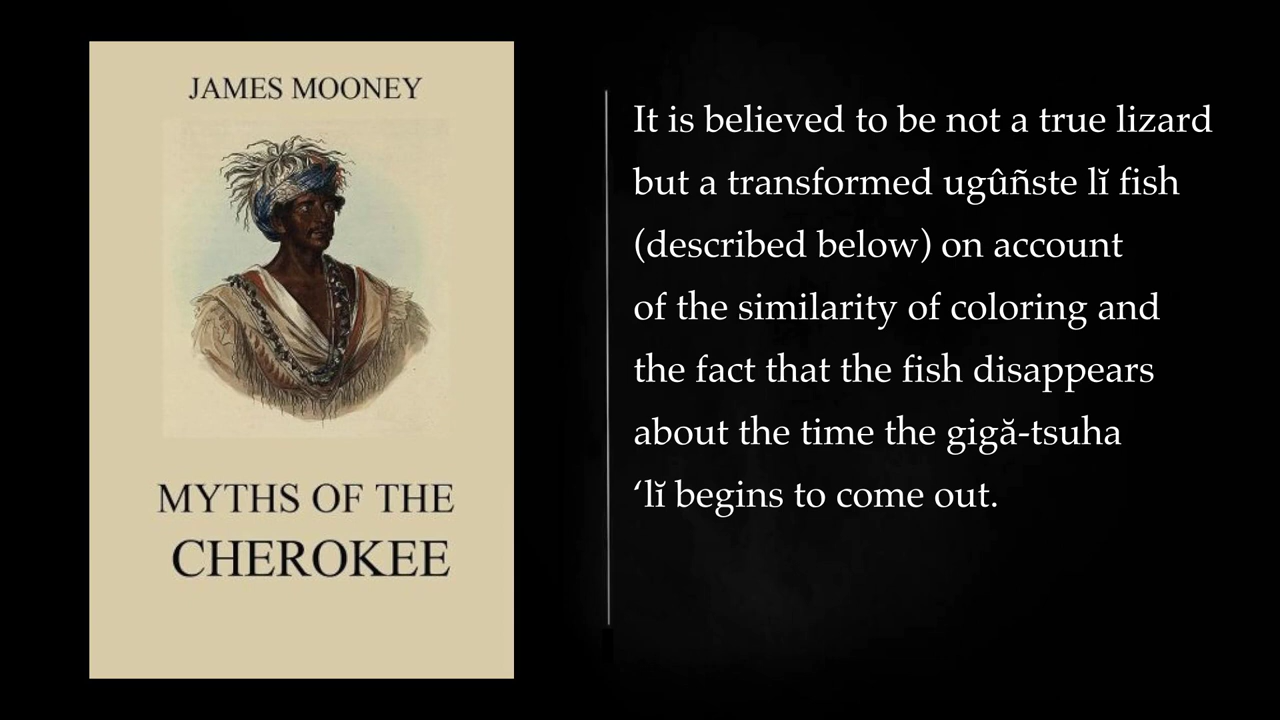 JAMES MOONEY
MYTHS OF THE
CHEROKEE
It is believed to be not a true lizard
but a transformed ugûñste lĭ fish
(described below) on account
of the similarity of coloring and
the fact that the fish disappears
about the time the gigă-tsuha
‘lĭ begins to come out.